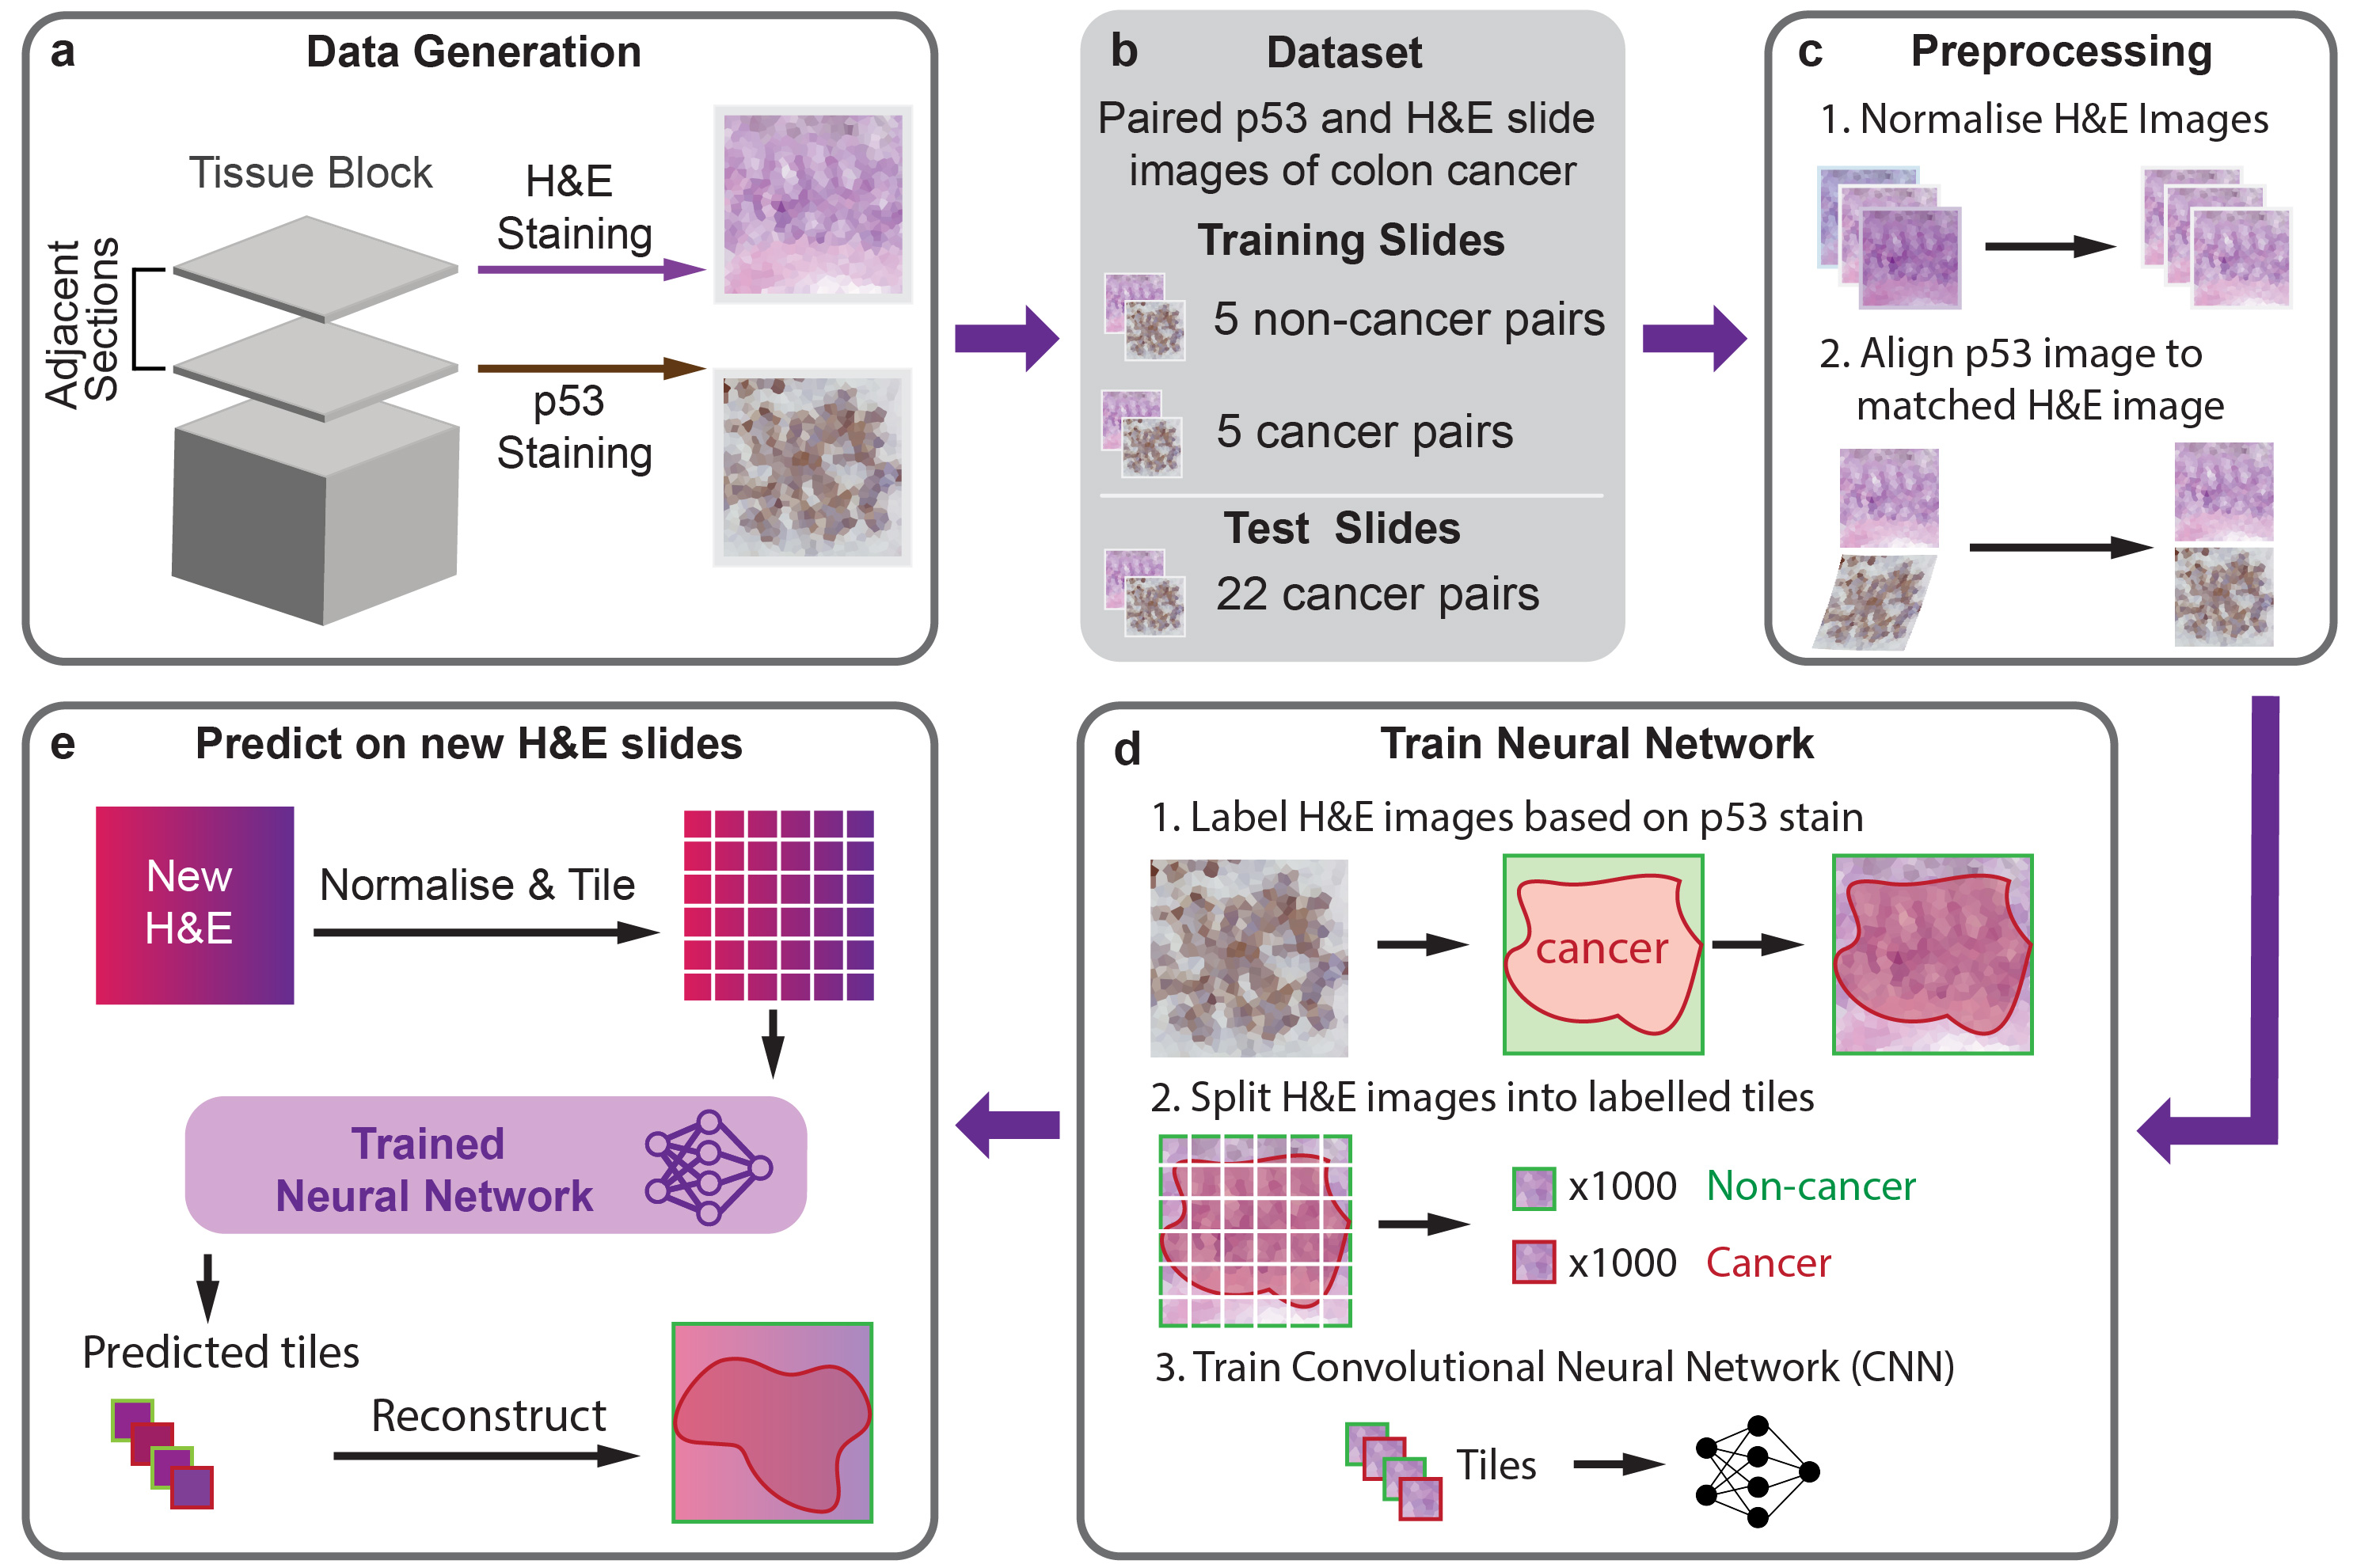 a
Data Generation
Tissue Block
Adjacent
Sections
H&E
Staining
p53
Staining
b
Dataset
Paired p53 and H&E slide
images of colon cancer
Training Slides
5 non-cancer pairs
5 cancer pairs
Test Slides
22 cancer pairs
c
Preprocessing
1. Normalise H&E Images
2. Align p53 image to
matched H&E image
d
Train Neural Network
1. Label H&E images based on p53 stain
cancer
2. Split H&E images into labelled tiles
x1000 Non-cancer
x1000 Cancer
3. Train Convolutional Neural Network (CNN)
Tiles
e
Predict on new H&E slides
New
H&E
Normalise & Tile
Trained
Neural Network
Predicted tiles
Reconstruct